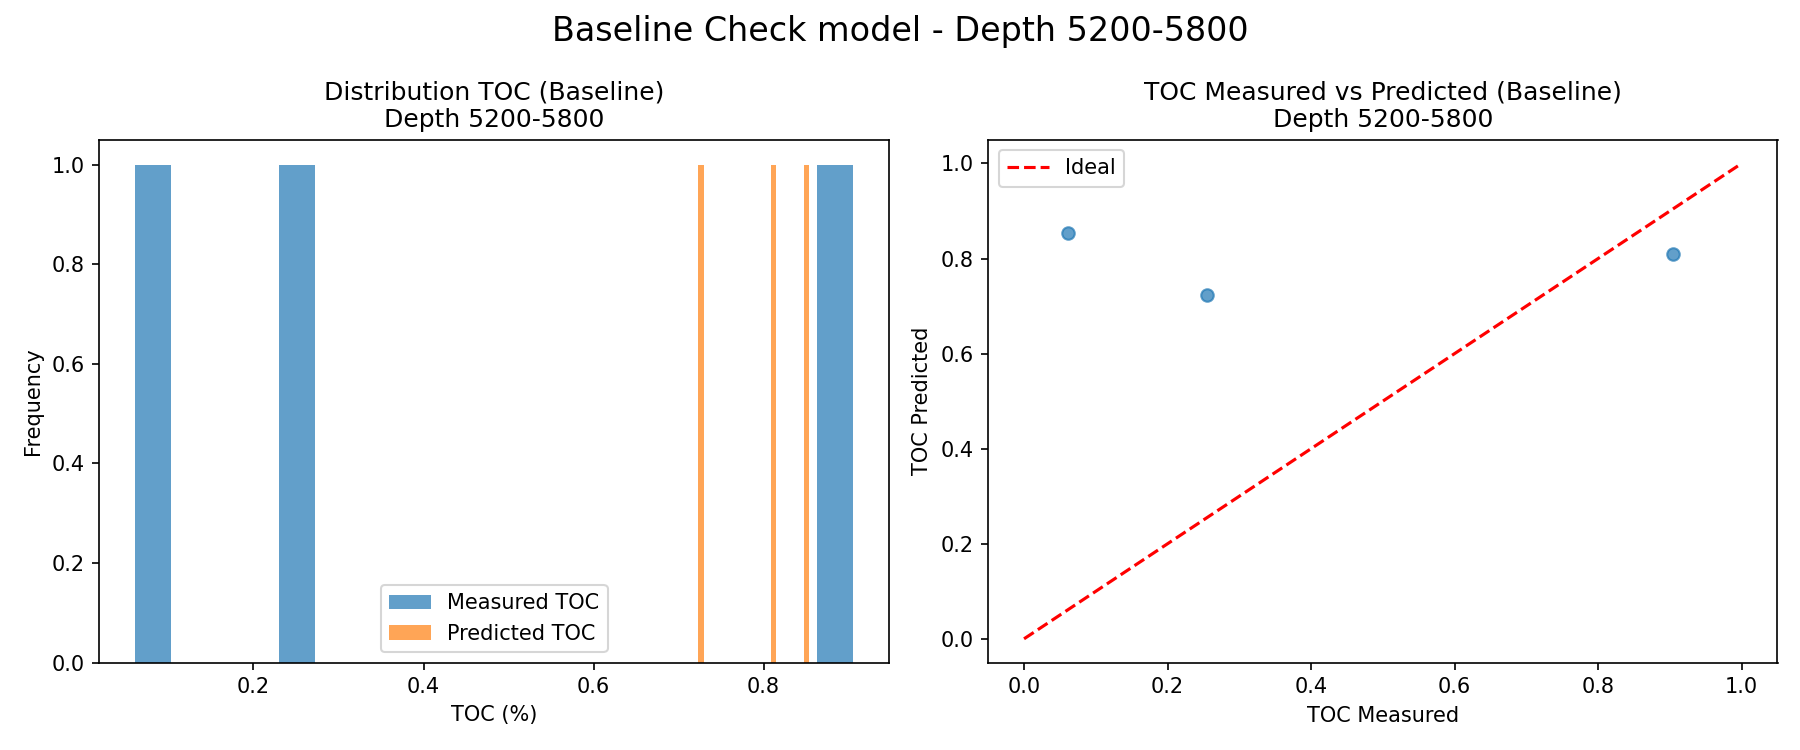 Baseline Check model - Depth 5200-5800
Distribution TOC (Baseline)
Depth 5200-5800
1.0
0.8
0.6
0.4
0.2
0.0
Frequency
0.2
0.4
0.6
0.8
TOC (%)
Measured TOC
Predicted TOC
TOC Measured vs Predicted (Baseline)
Depth 5200-5800
1.0
0.8
0.6
0.4
0.2
0.0
TOC Predicted
0.0
0.2
0.4
0.6
0.8
1.0
TOC Measured
Ideal